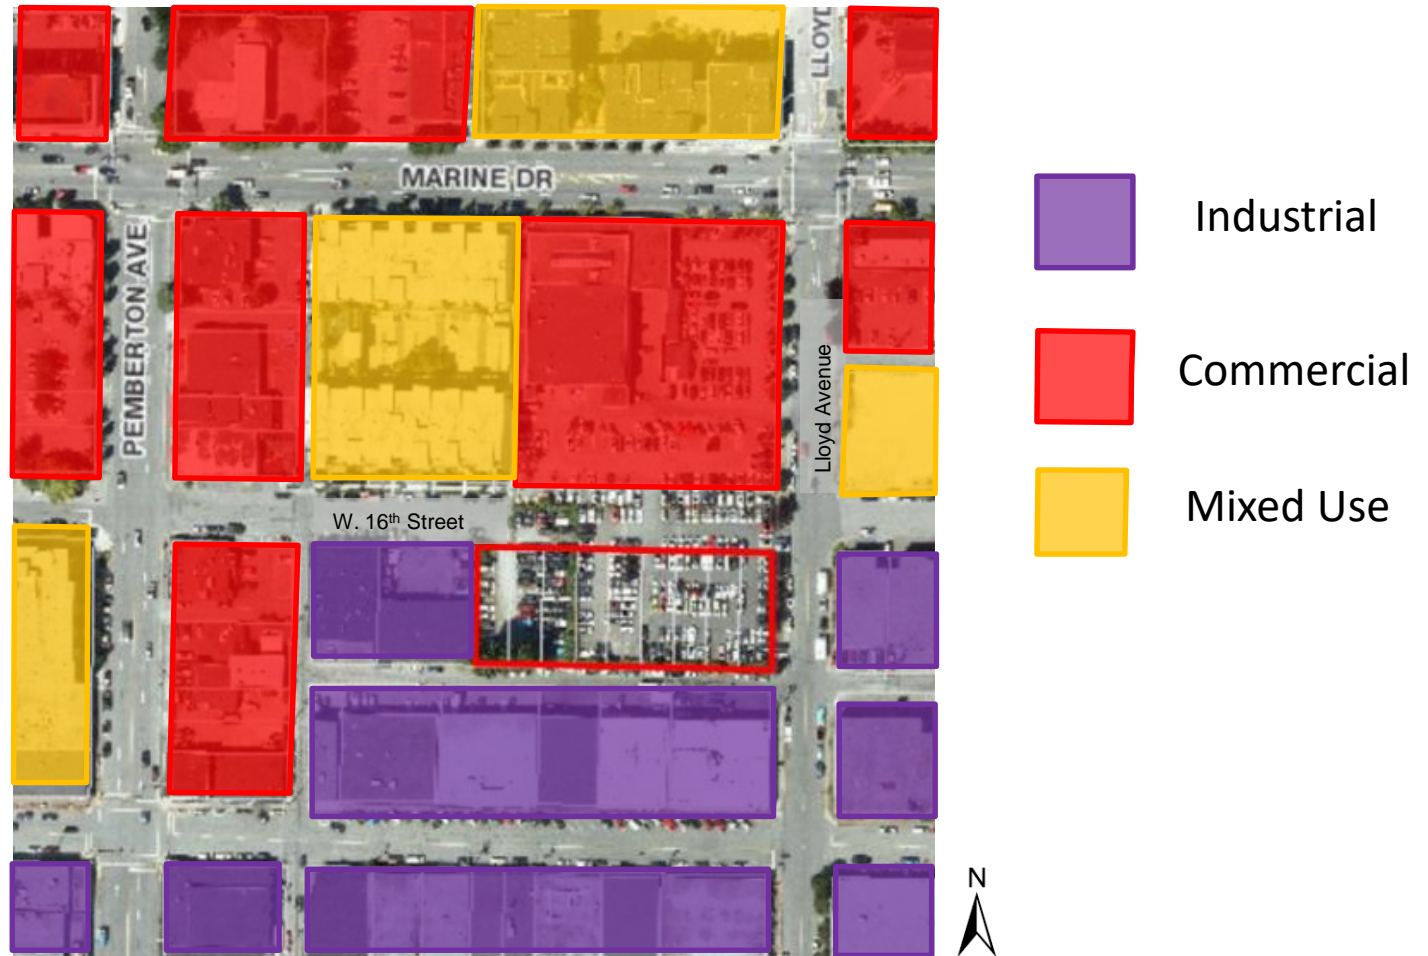 LLOYD
MARINE DR
PEMBERTON AVE
Lloyd Avenue
W. 16th Street
Industrial
Commercial
Mixed Use
N